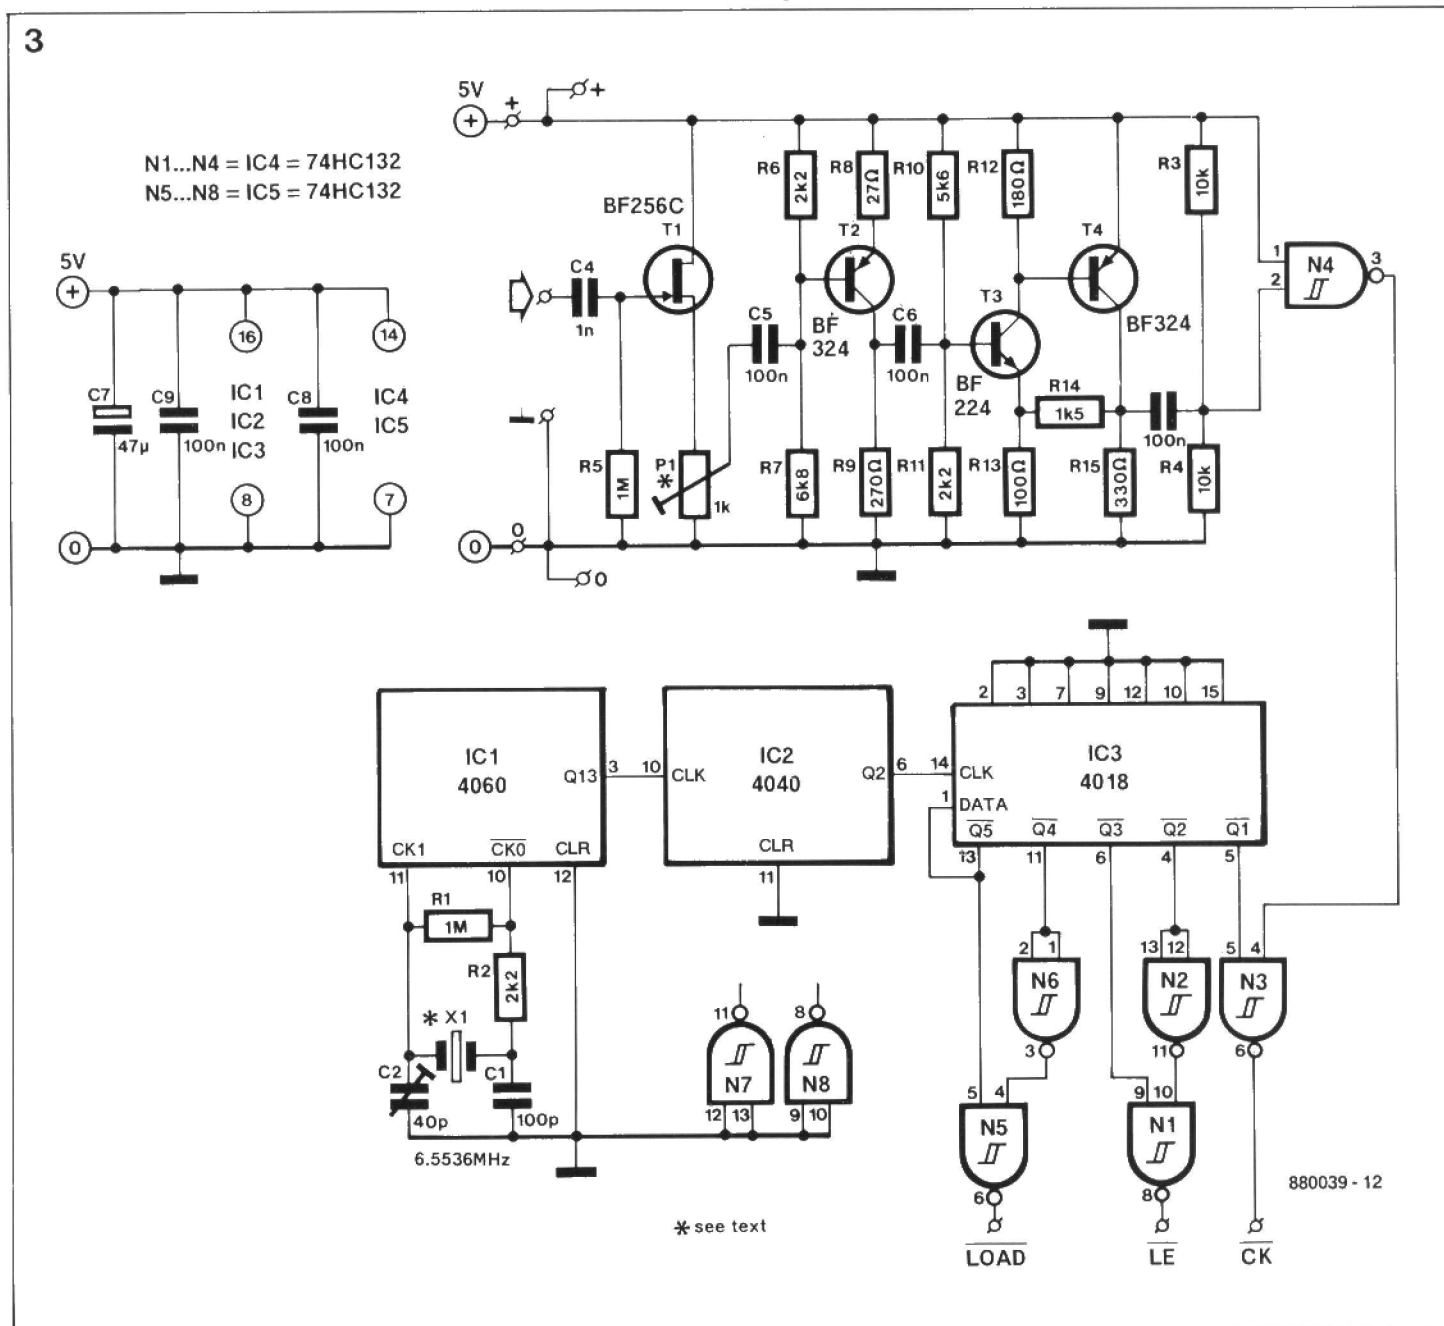 3
5V
+
+
+
N1...N4 = IC4 = 74HC132
N5...N8 = IC5 = 74HC132
R6
2k2
R8
27Ω
R10
5k6
R12
180Ω
R3
10k
BF256C
T1
T2
T4
1
2
N4
3
5V
+
C4
1n
T3
C5
100n
BF
324
C6
100n
BF324
16
14
BF
224
R14
1k5
100n
C7
47µ
C9
100n
IC1
IC2
IC3
C8
100n
IC4
IC5
R5
1M
P1
*
1k
R7
6k8
R9
270Ω
R11
2k2
R13
100Ω
R15
330Ω
R4
10k
8
7
0
0
0
0
2
3
7
9
12
10
15
IC1
4060
Q13
3
10
CLK
IC2
4040
Q2
6
14
CLK
IC3
4018
1
DATA
CK1
CK0
CLR
CLR
Q5
Q4
Q3
Q2
Q1
11
10
12
11
13
11
6
4
5
R1
1M
R2
2k2
2
1
13
12
5
4
N6
N2
N3
* X1
11
8
3
11
6
C2
40p
C1
100p
N7
N8
12
13
9
10
5
4
9
10
N5
N1
6.5536MHz
6
8
880039 - 12
* see text
LOAD
LE
CK